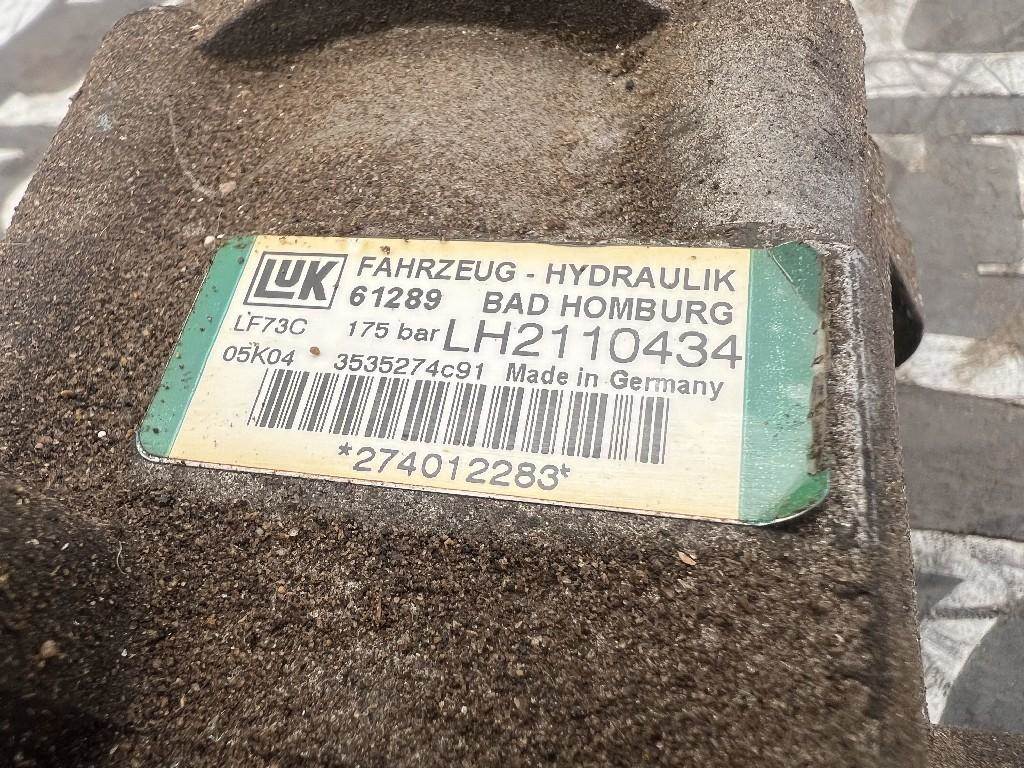 LUK FAHRZEUG - HYDRAULIK
61289 BAD HOMBURG
LF73C 175 bar LH2110434
05K04 3535274c91 Made in Germany
*274012283*